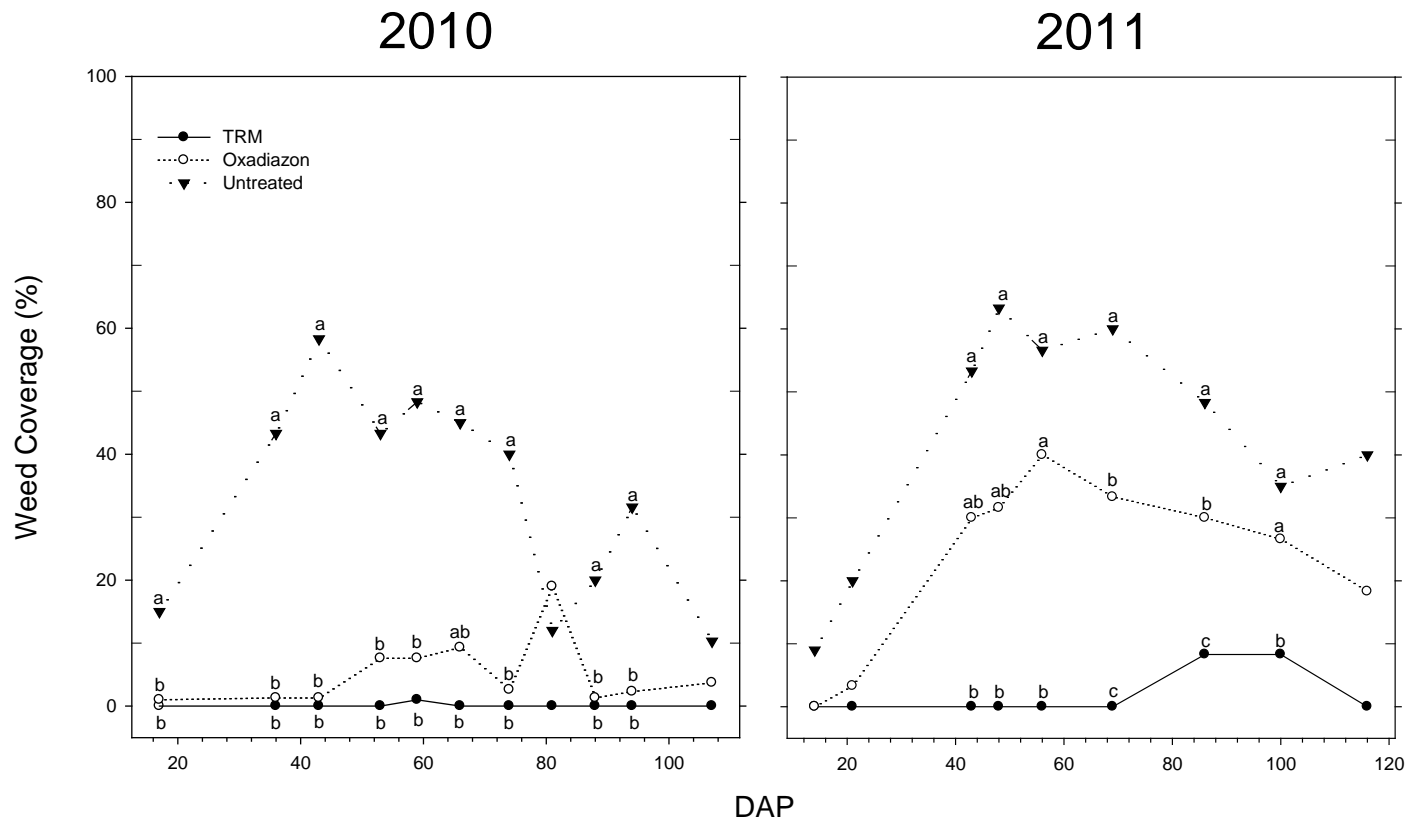 2010
2011
100
80
60
40
20
0
Weed Coverage (%)
TRM
Oxadiazon
Untreated
a a a a a a a a a
b b b b b ab b b b
b b b b b b b b b
20 40 60 80 100
a a a a a a
ab ab a b b a
b b b c c b
20 40 60 80 100 120
DAP